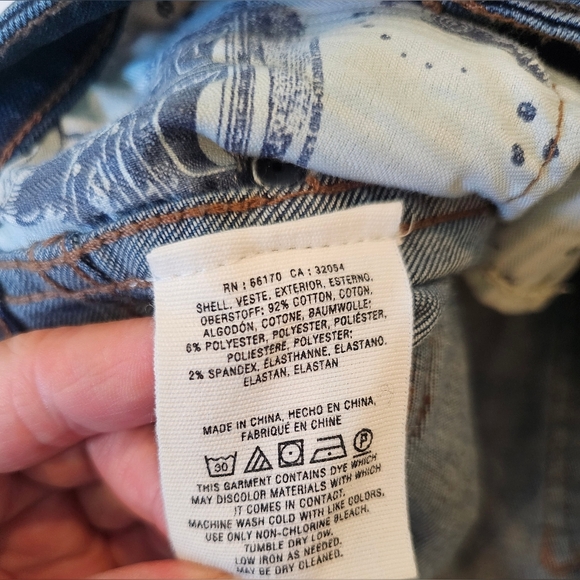 RN : 66170 CA : 32054
SHELL, VESTE, EXTERIOR, ESTERNO,
OBERSTOFF: 92% COTTON, COTON,
ALGODÓN, COTONE, BAUMWOLLE;
6% POLYESTER, POLYESTER, POLIÉSTER,
POLIESTERE, POLYESTER;
2% SPANDEX, ÉLASTHANNE, ELASTANO,
ELASTAN, ELASTAN
MADE IN CHINA, HECHO EN CHINA,
FABRIQUÉ EN CHINE
30 P
THIS GARMENT CONTAINS DYE WHICH
MAY DISCOLOR MATERIALS WITH WHICH
IT COMES IN CONTACT.
MACHINE WASH COLD WITH LIKE COLORS.
USE ONLY NON-CHLORINE BLEACH.
TUMBLE DRY LOW.
LOW IRON AS NEEDED.
MAY BE DRY CLEANED.